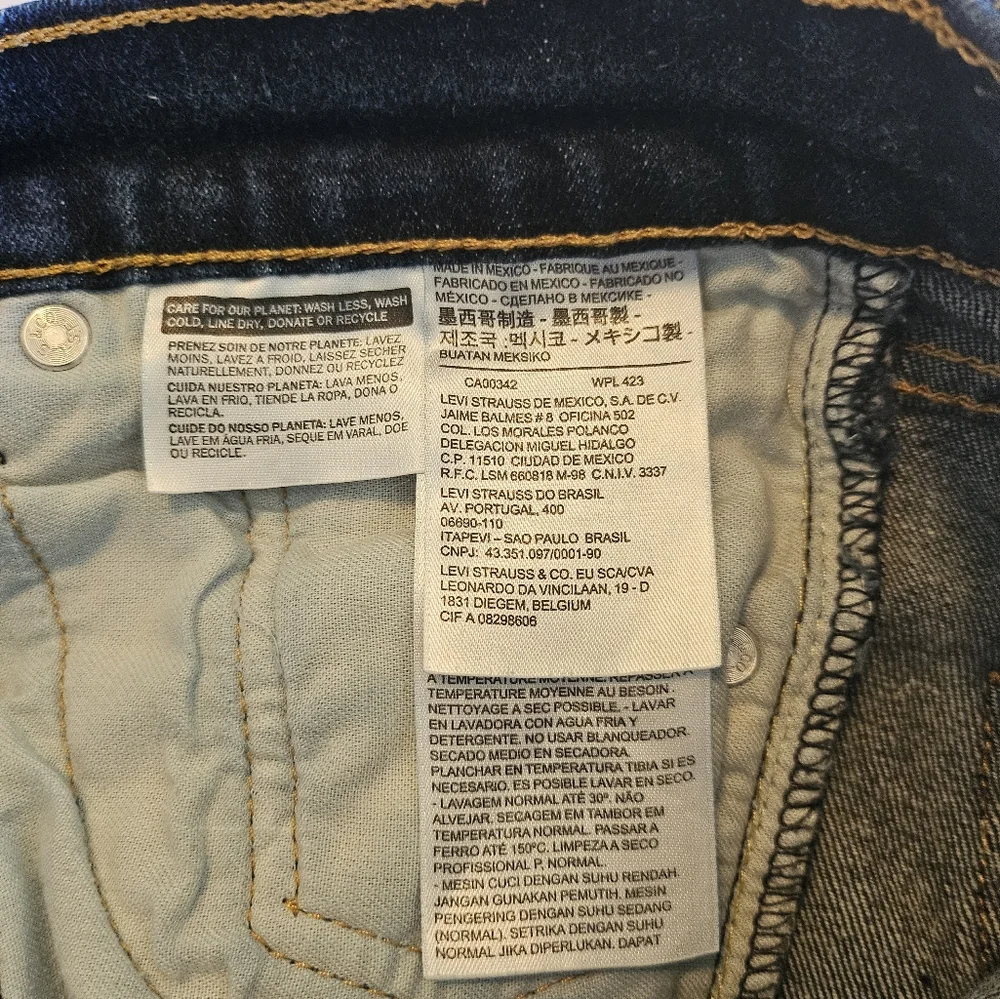 CARE FOR OUR PLANET: WASH LESS, WASH
COLD, LINE DRY, DONATE OR RECYCLE
PRENEZ SOIN DE NOTRE PLANETE: LAVEZ
MOINS, LAVEZ A FROID, LAISSEZ SECHER
NATURELLEMENT, DONNEZ OU RECYCLEZ
CUIDA NUESTRO PLANETA: LAVA MENOS,
LAVA EN FRIO, TIENDE LA ROPA, DONA O
RECICLA.
CUIDE DO NOSSO PLANETA: LAVE MENOS,
LAVE EM ÁGUA FRIA, SEQUE EM VARAL, DOE
OU RECICLE.
MADE IN MEXICO - FABRIQUE AU MEXIQUE -
FABRICADO EN MEXICO - FABRICADO NO
MÉXICO - СДЕЛАНО В МЕКСИКЕ -
墨西哥制造 - 墨西哥製 -
제조국 :멕시코 - メキシコ製 -
BUATAN MEKSIKO
CA00342 WPL 423
LEVI STRAUSS DE MEXICO, S.A. DE C.V.
JAIME BALMES # 8 OFICINA 502
COL. LOS MORALES POLANCO
DELEGACION MIGUEL HIDALGO
C.P. 11510 CIUDAD DE MEXICO
R.F.C. LSM 660818 M-98 C.N.I.V. 3337
LEVI STRAUSS DO BRASIL
AV. PORTUGAL, 400
06690-110
ITAPEVI – SAO PAULO BRASIL
CNPJ: 43.351.097/0001-90
LEVI STRAUSS & CO. EU SCA/CVA
LEONARDO DA VINCILAAN, 19 - D
1831 DIEGEM, BELGIUM
CIF A 08298606
A TEMPERATURE MOYENNE. REPASSER A
TEMPERATURE MOYENNE AU BESOIN -
NETTOYAGE A SEC POSSIBLE. - LAVAR
EN LAVADORA CON AGUA FRIA Y
DETERGENTE, NO USAR BLANQUEADOR.
SECADO MEDIO EN SECADORA.
PLANCHAR EN TEMPERATURA TIBIA SI ES
NECESARIO. ES POSIBLE LAVAR EN SECO.
- LAVAGEM NORMAL ATÉ 30º. NÃO
ALVEJAR. SECAGEM EM TAMBOR EM
TEMPERATURA NORMAL. PASSAR A
FERRO ATÉ 150ºC. LIMPEZA A SECO
PROFISSIONAL P. NORMAL.
- MESIN CUCI DENGAN SUHU RENDAH.
JANGAN GUNAKAN PEMUTIH. MESIN
PENGERING DENGAN SUHU SEDANG
(NORMAL). SETRIKA DENGAN SUHU
NORMAL JIKA DIPERLUKAN. DAPAT